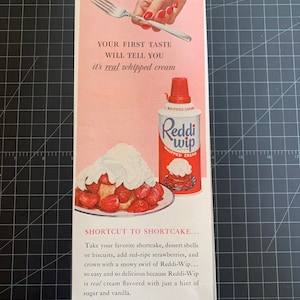 YOUR FIRST TASTE
WILL TELL YOU
it's real whipped cream
Reddi
wip
WHIPPED CREAM
SHORTCUT TO SHORTCAKE...
Take your favorite shortcake, dessert shells
or biscuits, add red-ripe strawberries, and
crown with a snowy swirl of Reddi-Wip...
so easy and so delicious because Reddi-Wip
is real cream flavored with just a hint of
sugar and vanilla.